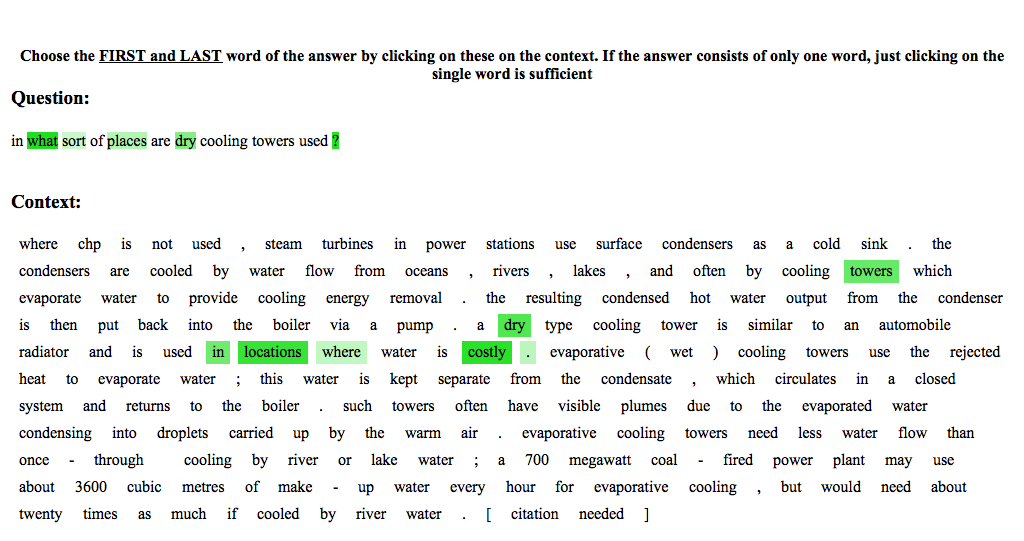 Choose the FIRST and LAST word of the answer by clicking on these on the context. If the answer consists of only one word, just clicking on the
single word is sufficient
Question:
in what sort of places are dry cooling towers used ?
Context:
where chp is not used , steam turbines in power stations use surface condensers as a cold sink . the
condensers are cooled by water flow from oceans , rivers , lakes , and often by cooling towers which
evaporate water to provide cooling energy removal . the resulting condensed hot water output from the condenser
is then put back into the boiler via a pump . a dry type cooling tower is similar to an automobile
radiator and is used in locations where water is costly . evaporative ( wet ) cooling towers use the rejected
heat to evaporate water ; this water is kept separate from the condensate , which circulates in a closed
system and returns to the boiler . such towers often have visible plumes due to the evaporated water
condensing into droplets carried up by the warm air . evaporative cooling towers need less water flow than
once - through cooling by river or lake water ; a 700 megawatt coal - fired power plant may use
about 3600 cubic metres of make - up water every hour for evaporative cooling , but would need about
twenty times as much if cooled by river water . [ citation needed ]